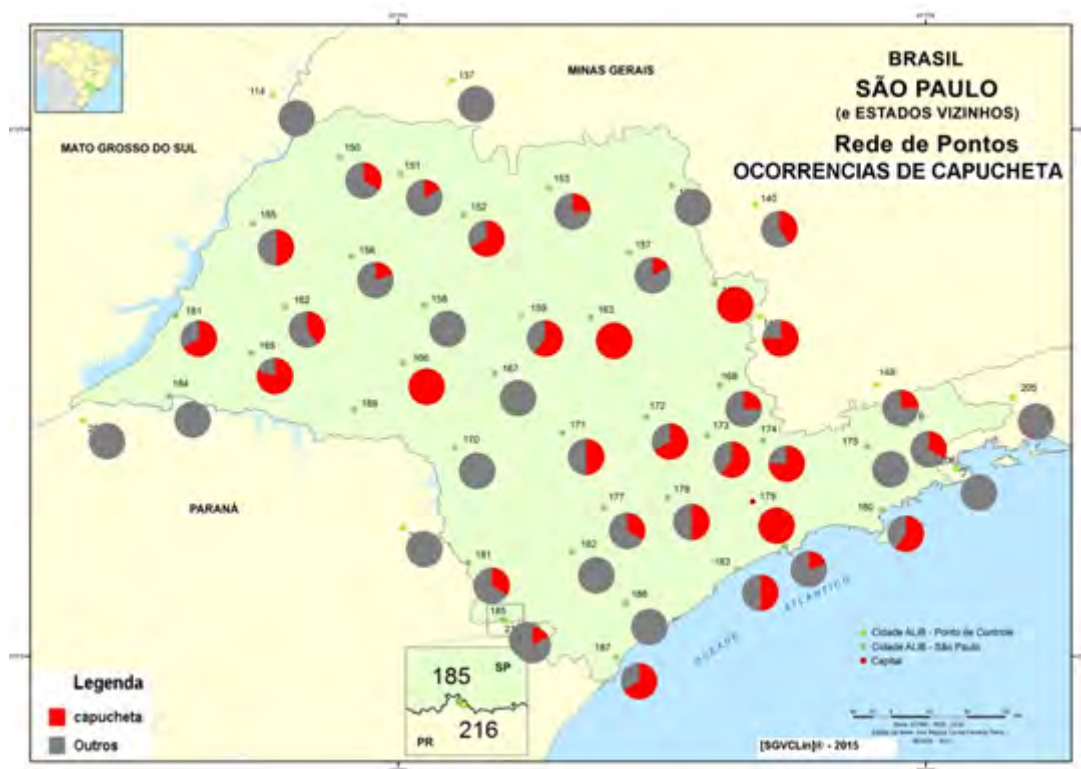 BRASIL
SÃO PAULO
(e ESTADOS VIZINHOS)
Rede de Pontos
OCORRENCIAS DE CAPUCHETA
MINAS GERAIS
MATO GROSSO DO SUL
PARANÁ
137
114
150
151
152
153
140
155
156
157
158
159
162
163
161
165
166
167
164
168
169
170
171
172
173
174
175
148
205
177
178
179
180
181
182
183
185
186
187
OCEANO ATLÂNTICO
Cidade ALiB - Ponto de Controle
Cidade ALiB - São Paulo
Capital
SP
185
216
PR
Legenda
capucheta
Outros
[SGVCLin]® - 2015